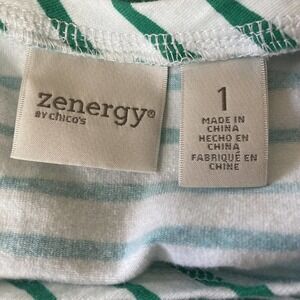 zenergy®
BY chico's
1
MADE IN
CHINA
HECHO EN
CHINA
FABRIQUÉ EN
CHINE